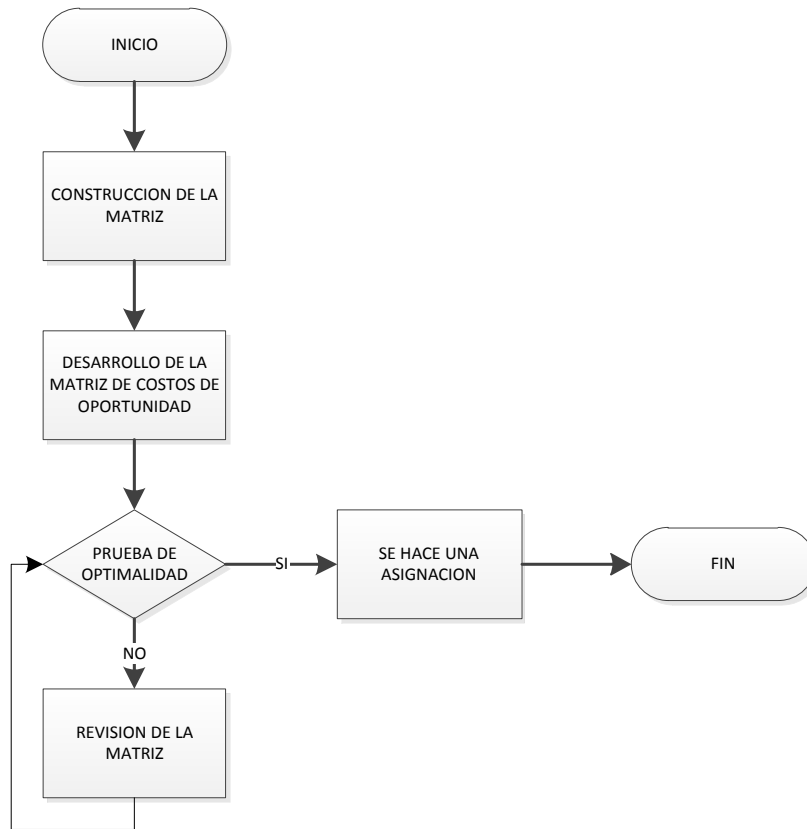 INICIO
CONSTRUCCION DE LA
MATRIZ
DESARROLLO DE LA
MATRIZ DE COSTOS DE
OPORTUNIDAD
PRUEBA DE
OPTIMALIDAD
SI
SE HACE UNA
ASIGNACION
FIN
NO
REVISION DE LA
MATRIZ